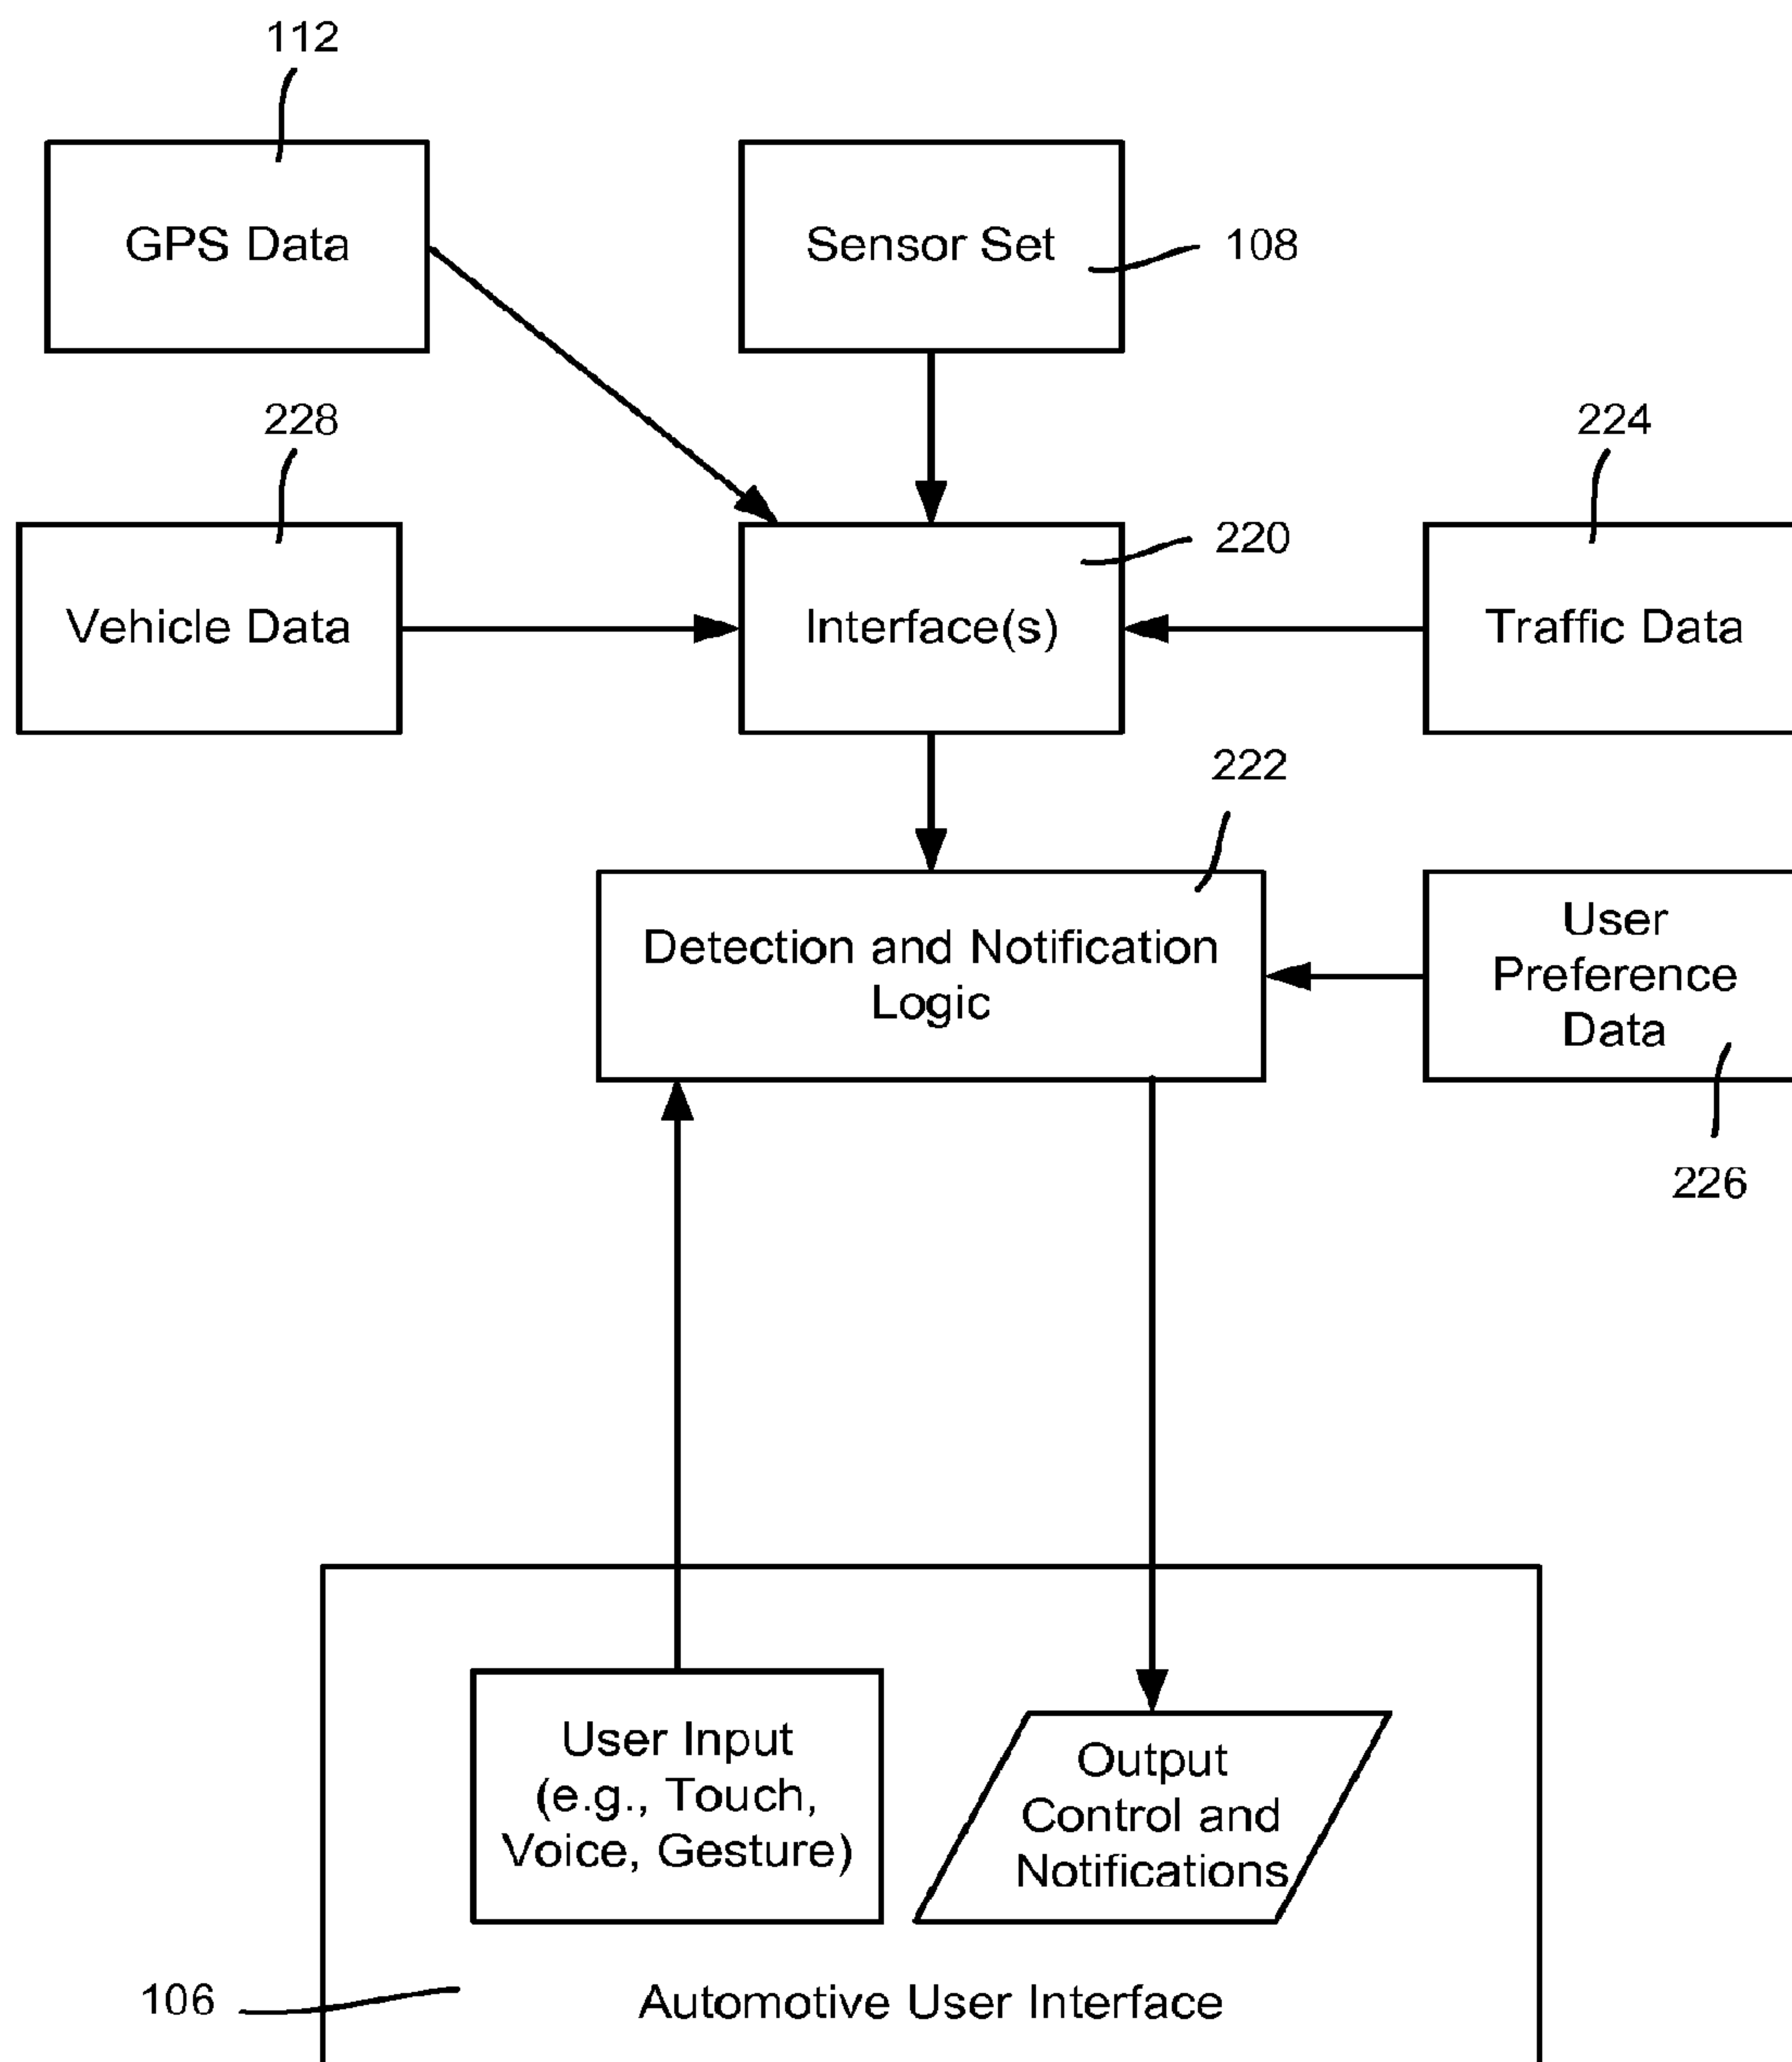 112
GPS Data
Sensor Set
108
228
224
220
Vehicle Data
Interface(s)
Traffic Data
222
Detection and Notification
Logic
User
Preference
Data
226
User Input
(e.g., Touch,
Voice, Gesture)
Output
Control and
Notifications
106
Automotive User Interface